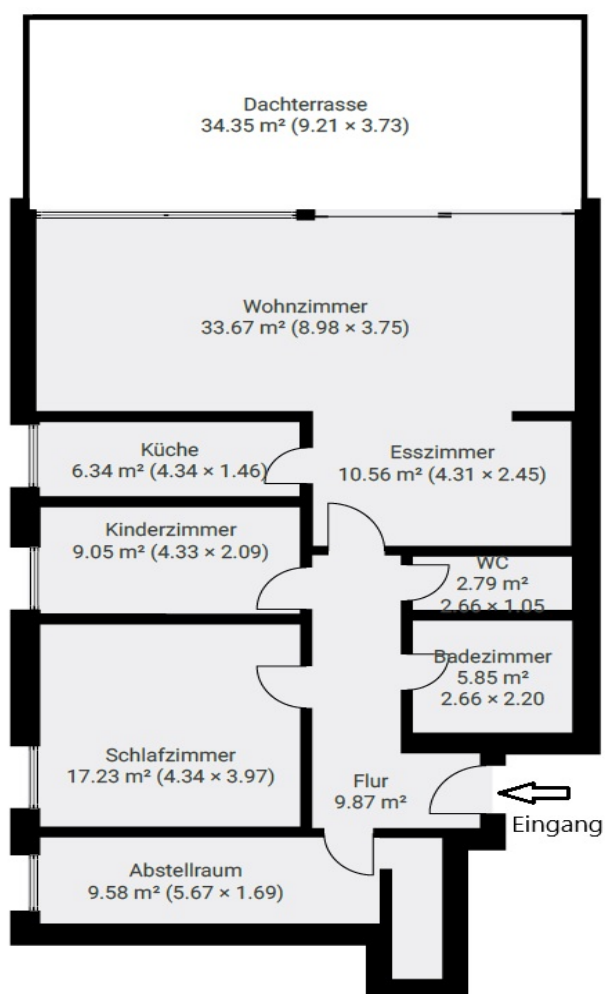 Dachterrasse
34.35 m² (9.21 × 3.73)
Wohnzimmer
33.67 m² (8.98 × 3.75)
Küche
6.34 m² (4.34 × 1.46)
Esszimmer
10.56 m² (4.31 × 2.45)
Kinderzimmer
9.05 m² (4.33 × 2.09)
WC
2.79 m²
2.66 × 1.05
Badezimmer
5.85 m²
2.66 × 2.20
Schlafzimmer
17.23 m² (4.34 × 3.97)
Flur
9.87 m²
Eingang
Abstellraum
9.58 m² (5.67 × 1.69)